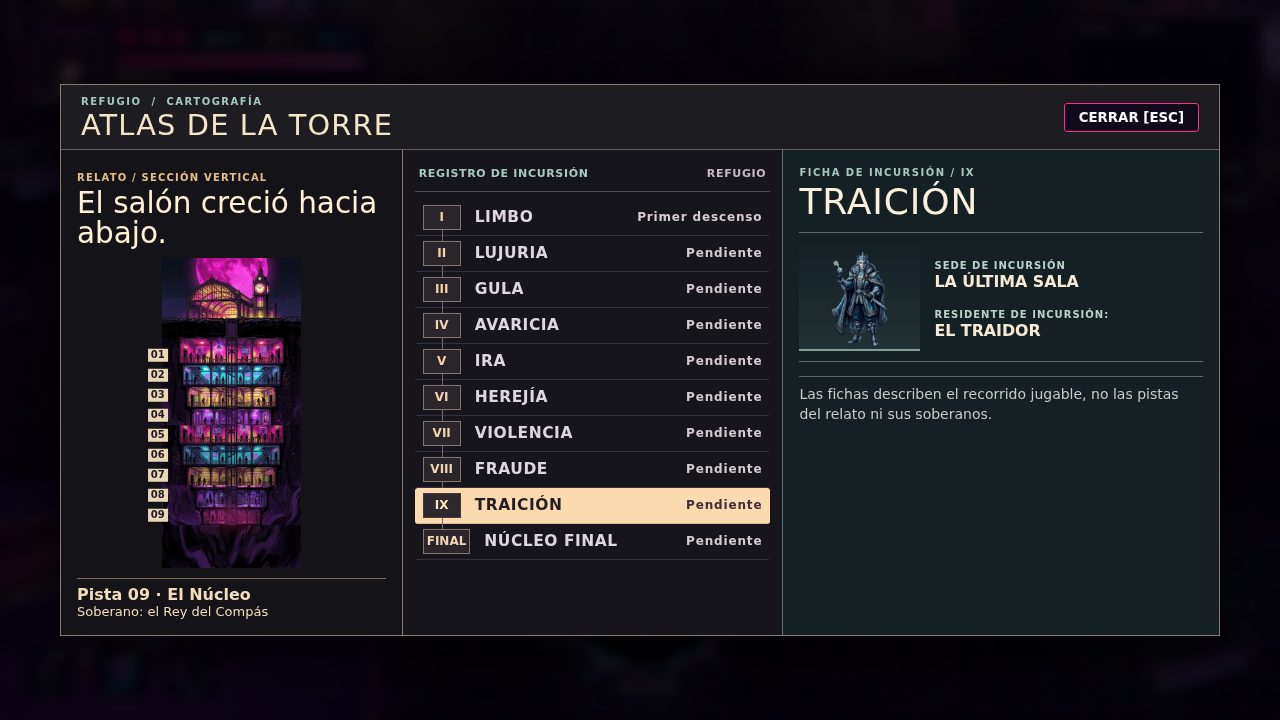 REFUGIO / CARTOGRAFÍA
ATLAS DE LA TORRE
CERRAR [ESC]
RELATO / SECCIÓN VERTICAL
El salón creció hacia
abajo.
01
02
03
04
05
06
07
08
09
Pista 09 · El Núcleo
Soberano: el Rey del Compás
REGISTRO DE INCURSIÓN REFUGIO
I LIMBO Primer descenso
II LUJURIA Pendiente
III GULA Pendiente
IV AVARICIA Pendiente
V IRA Pendiente
VI HEREJÍA Pendiente
VII VIOLENCIA Pendiente
VIII FRAUDE Pendiente
IX TRAICIÓN Pendiente
FINAL NÚCLEO FINAL Pendiente
FICHA DE INCURSIÓN / IX
TRAICIÓN
SEDE DE INCURSIÓN
LA ÚLTIMA SALA
RESIDENTE DE INCURSIÓN:
EL TRAIDOR
Las fichas describen el recorrido jugable, no las pistas
del relato ni sus soberanos.